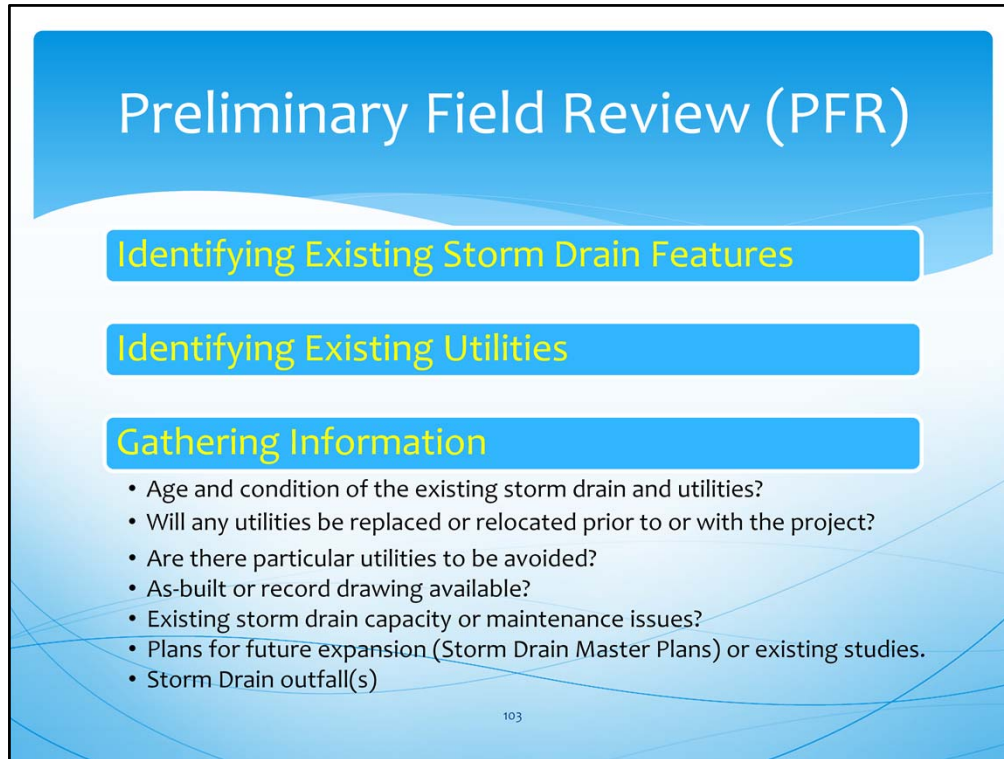 Preliminary Field Review (PFR)
Identifying Existing Storm Drain Features
Identifying Existing Utilities
Gathering Information
• Age and condition of the existing storm drain and utilities?
• Will any utilities be replaced or relocated prior to or with the project?
• Are there particular utilities to be avoided?
• As-built or record drawing available?
• Existing storm drain capacity or maintenance issues?
• Plans for future expansion (Storm Drain Master Plans) or existing studies.
• Storm Drain outfall(s)
103